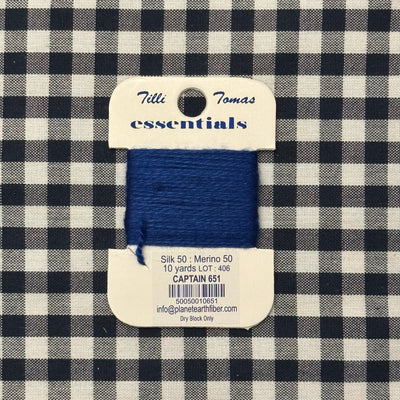 Tilli Tomas
essentials
Silk 50 : Merino 50
10 yards LOT : 406
CAPTAIN 651
50050010651
info@planetearthfiber.com
Dry Block Only